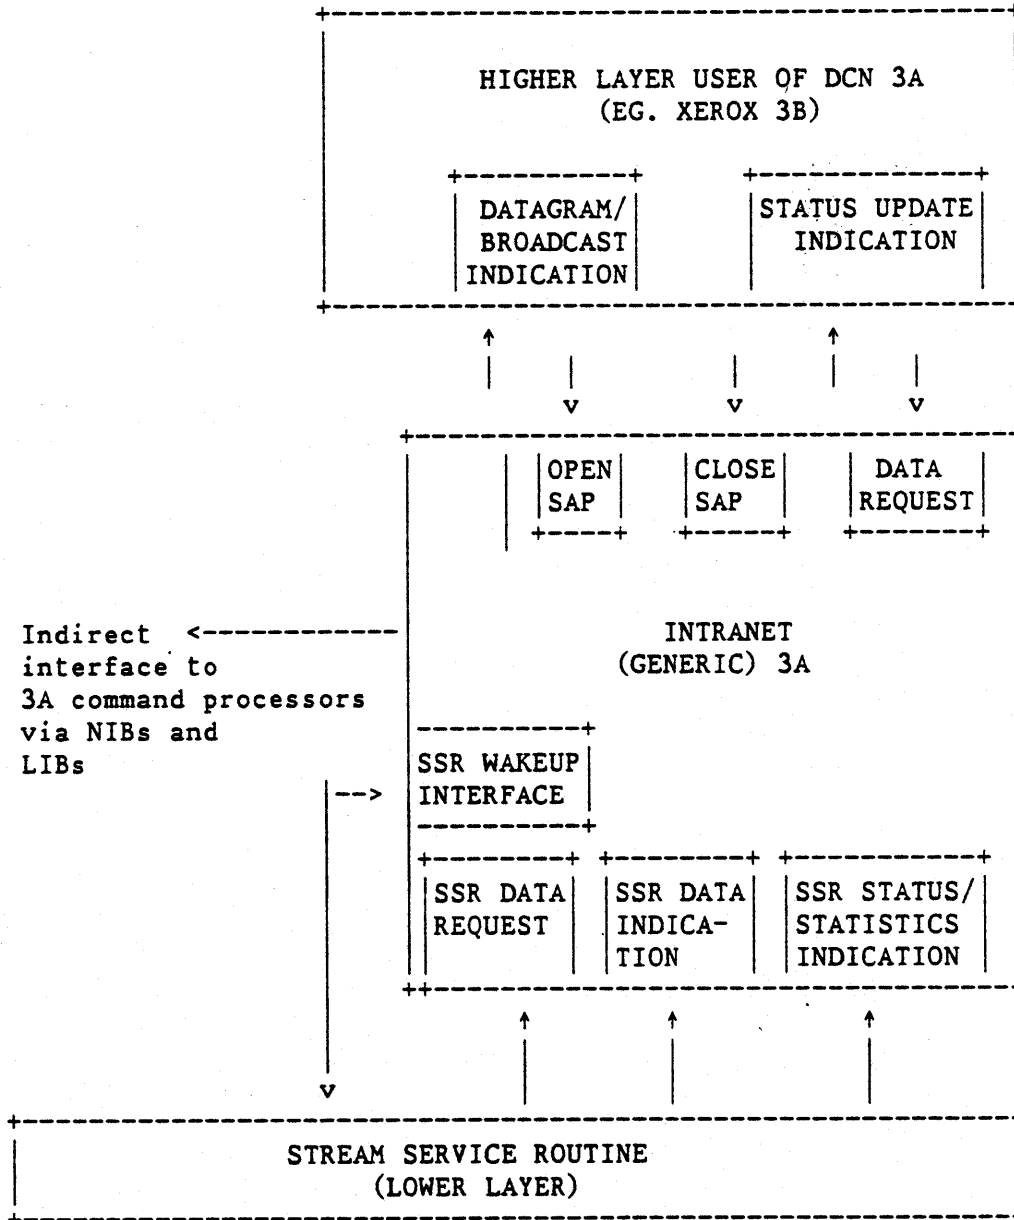 HIGHER LAYER USER OF DCN 3A
(EG. XEROX 3B)
DATAGRAM/
BROADCAST
INDICATION
STATUS UPDATE
INDICATION
OPEN
SAP
CLOSE
SAP
DATA
REQUEST
Indirect
interface to
3A command processors
via NIBs and
LIBs
INTRANET
(GENERIC) 3A
SSR WAKEUP
INTERFACE
SSR DATA
REQUEST
SSR DATA
INDICA-
TION
SSR STATUS/
STATISTICS
INDICATION
STREAM SERVICE ROUTINE
(LOWER LAYER)